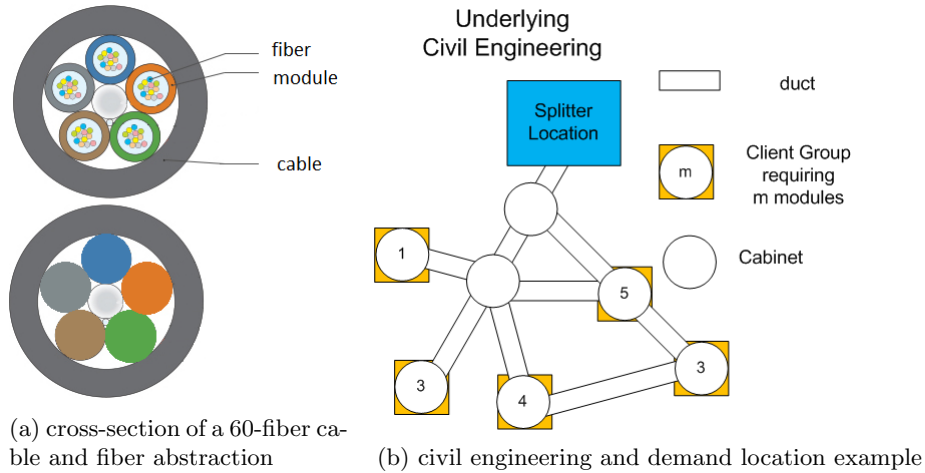 fiber
module
cable
(a) cross-section of a 60-fiber ca-
ble and fiber abstraction
Underlying
Civil Engineering
Splitter
Location
duct
m
Client Group
requiring
m modules
Cabinet
1
5
3
4
3
(b) civil engineering and demand location example